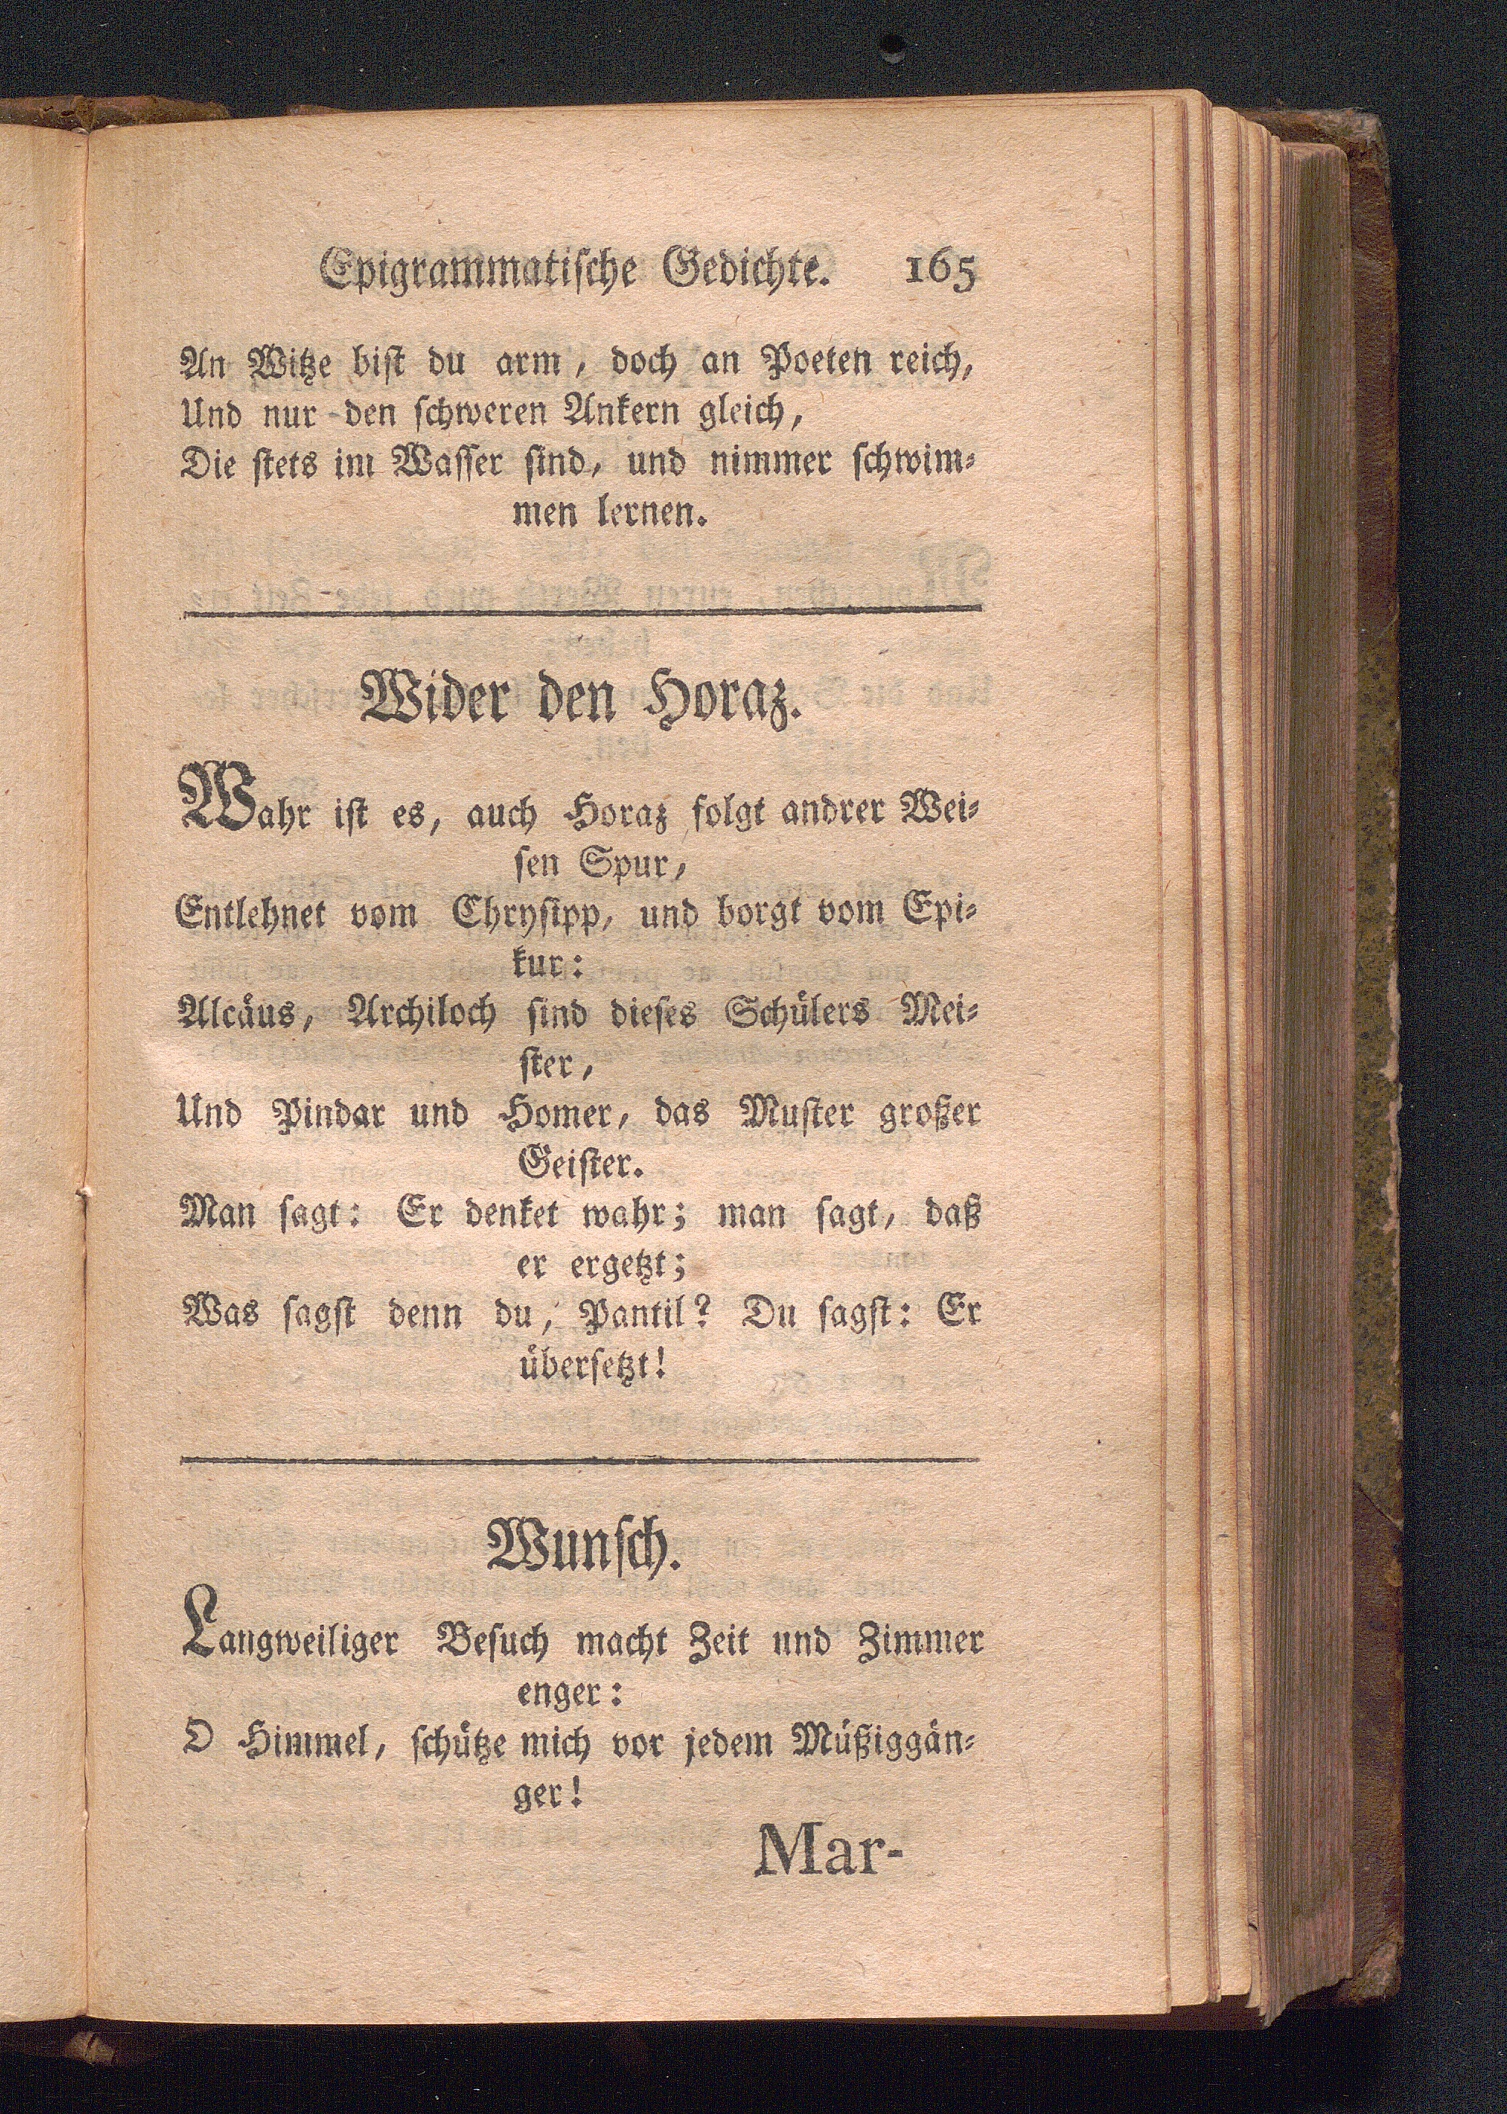 Epigrammatiſche Gedichte. 165
An Witze biſt du arm, doch an Poeten reich,
Und nur den ſchweren Ankern gleich,
Die ſtets im Waſſer ſind, und nimmer ſchwim⸗
men lernen.
Wider den Horaz.
Wahr iſt es, auch Horaz folgt andrer Wei⸗
ſen Spur,
Entlehnet vom Chryſipp, und borgt vom Epi⸗
kur:
Alcäus, Archiloch ſind dieſes Schülers Mei⸗
ſter,
Und Pindar und Homer, das Muſter großer
Geiſter.
Man ſagt: Er denket wahr; man ſagt, daß
er ergetzt;
Was ſagſt denn du, Pantil? Du ſagſt: Er
überſetzt!
Wunſch.
Langweiliger Beſuch macht Zeit und Zimmer
enger:
O Himmel, ſchütze mich vor jedem Müßiggän⸗
ger!
Mar-